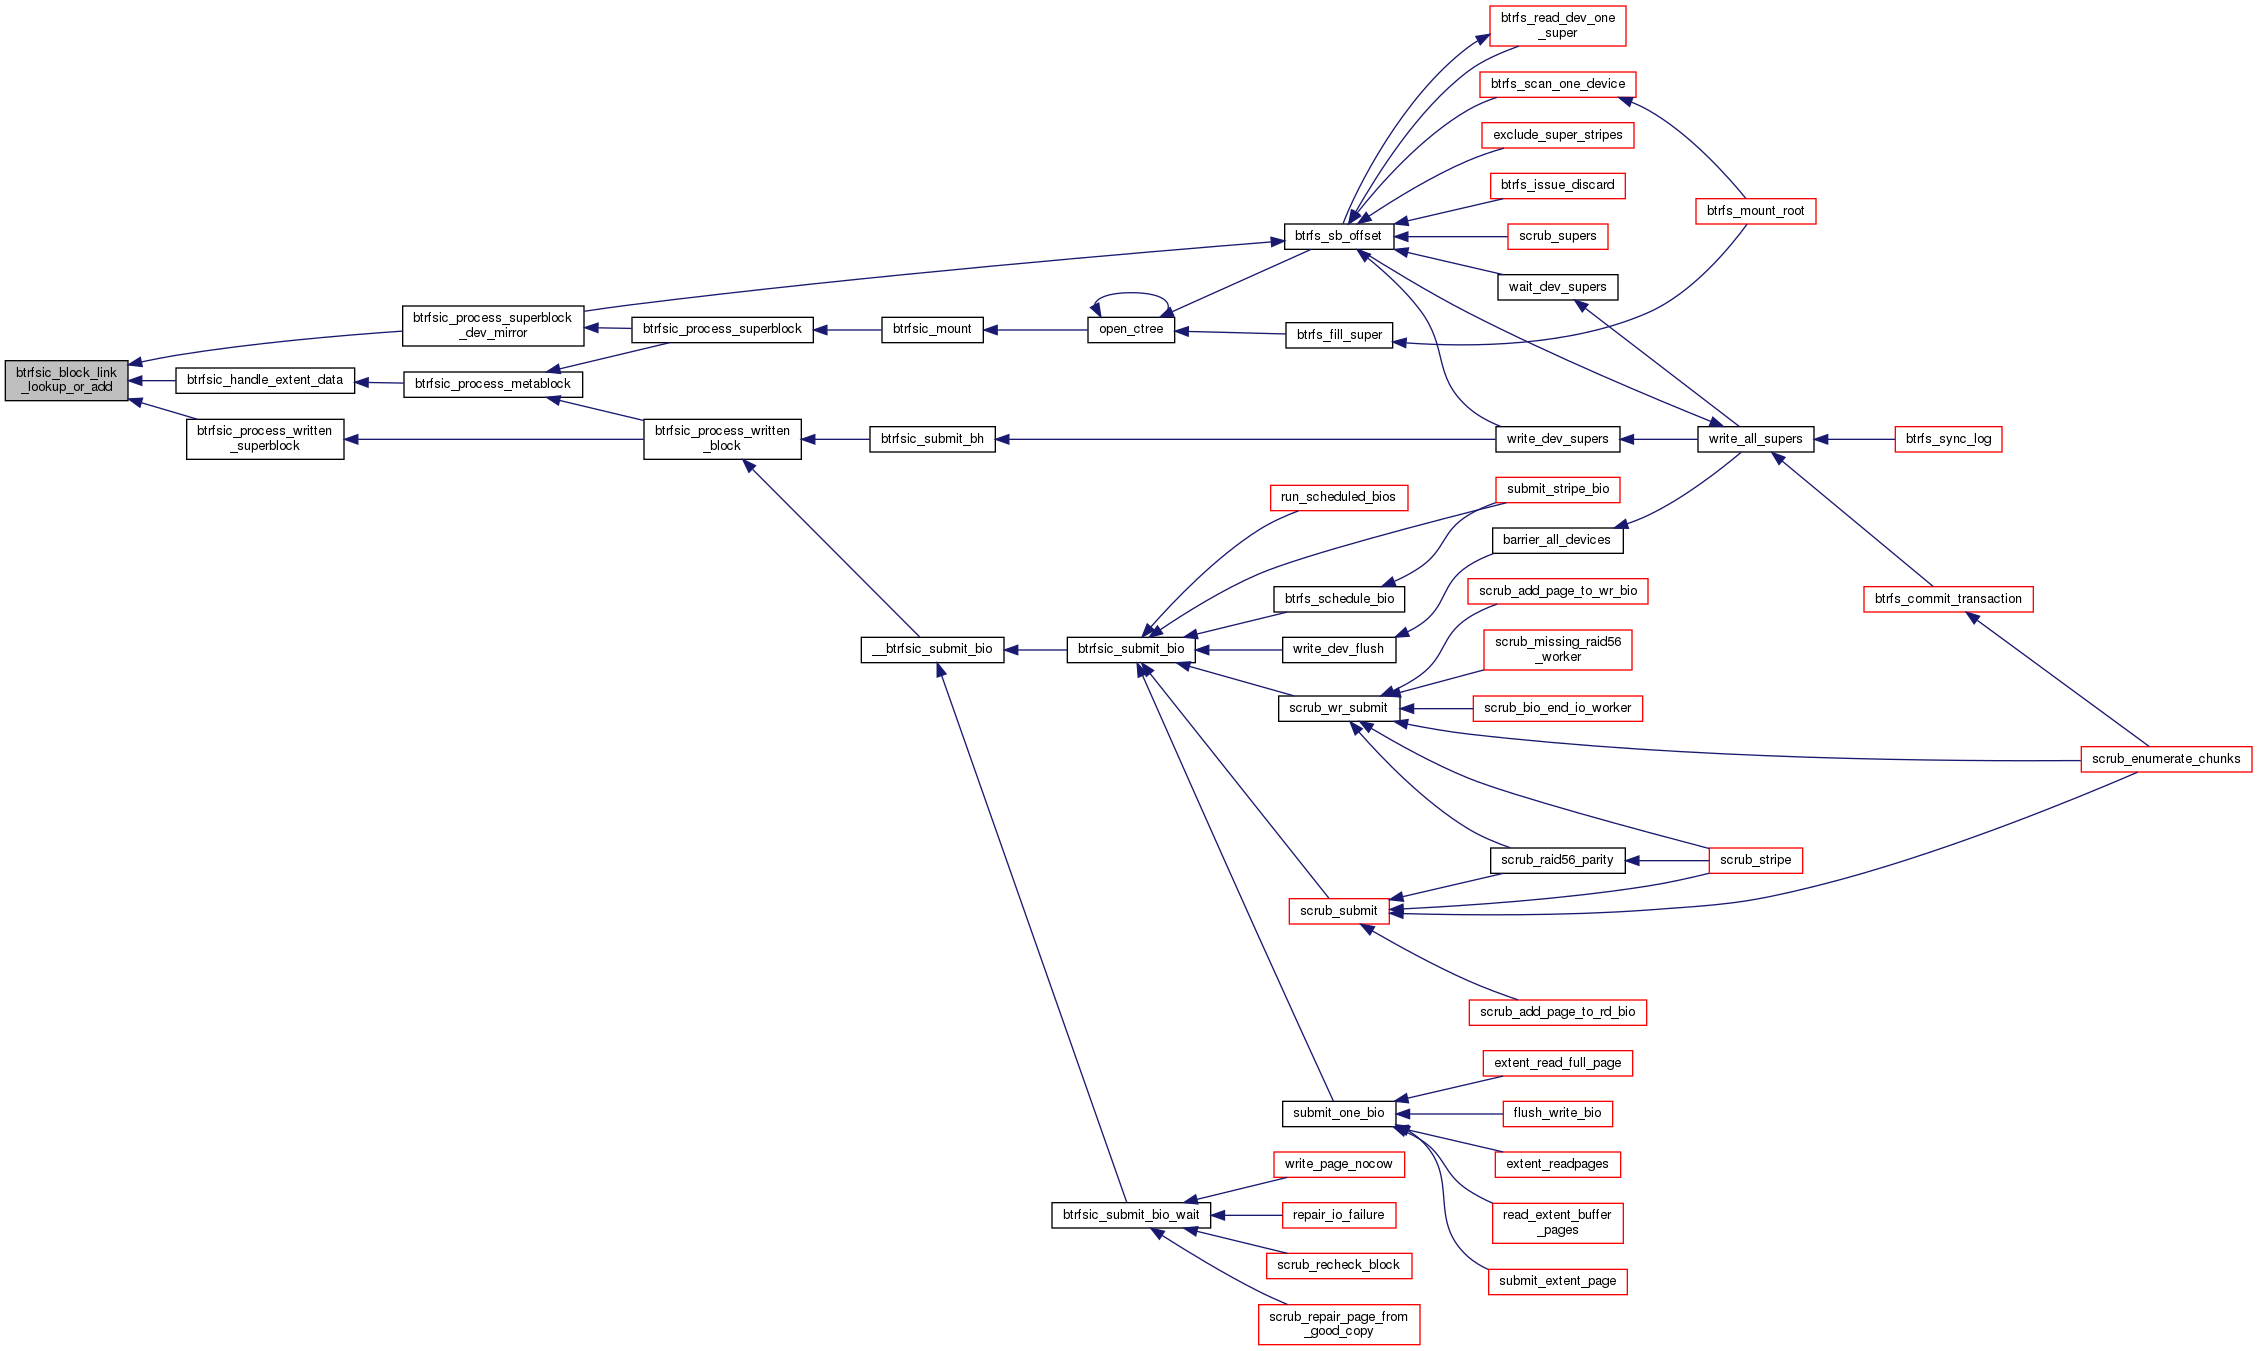 btrfs_read_dev_one
_super
btrfs_scan_one_device
exclude_super_stripes
btrfs_issue_discard
btrfs_mount_root
btrfs_sb_offset
scrub_supers
wait_dev_supers
btrfsic_process_superblock
_dev_mirror
btrfsic_process_superblock
btrfsic_mount
open_ctree
btrfs_fill_super
btrfsic_block_link
_lookup_or_add
btrfsic_handle_extent_data
btrfsic_process_metablock
btrfsic_process_written
_superblock
btrfsic_process_written
_block
btrfsic_submit_bh
write_dev_supers
write_all_supers
btrfs_sync_log
run_scheduled_bios
submit_stripe_bio
barrier_all_devices
btrfs_schedule_bio
scrub_add_page_to_wr_bio
btrfs_commit_transaction
__btrfsic_submit_bio
btrfsic_submit_bio
write_dev_flush
scrub_missing_raid56
_worker
scrub_wr_submit
scrub_bio_end_io_worker
scrub_enumerate_chunks
scrub_raid56_parity
scrub_stripe
scrub_submit
scrub_add_page_to_rd_bio
extent_read_full_page
submit_one_bio
flush_write_bio
write_page_nocow
extent_readpages
btrfsic_submit_bio_wait
repair_io_failure
read_extent_buffer
_pages
scrub_recheck_block
submit_extent_page
scrub_repair_page_from
_good_copy